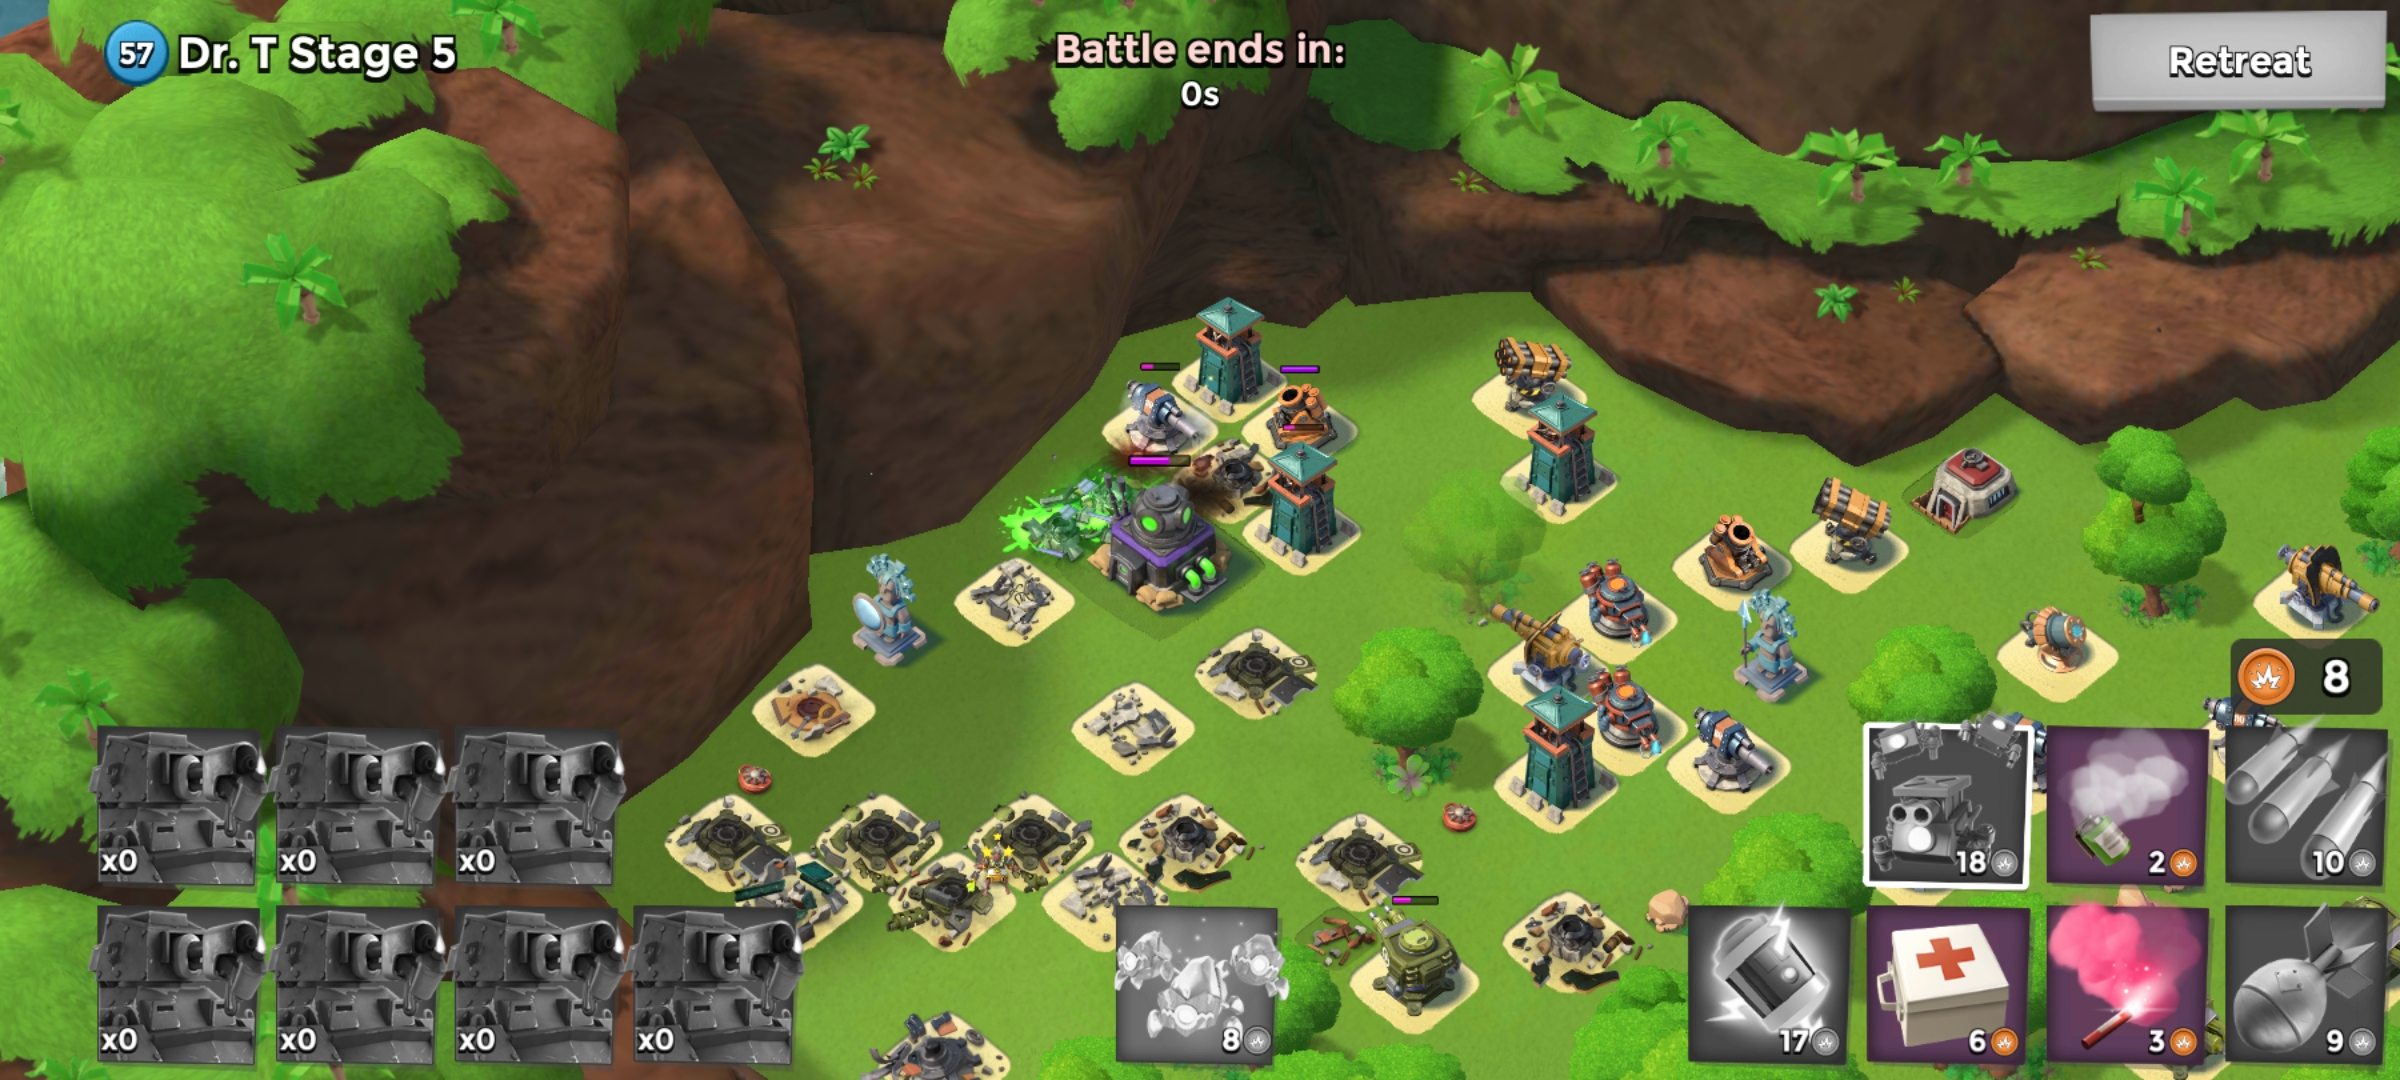 57 Dr. T Stage 5
Battle ends in:
0s
Retreat
8
x0 x0 x0
18 2 10
x0 x0 x0 x0
8 17 6 3 9